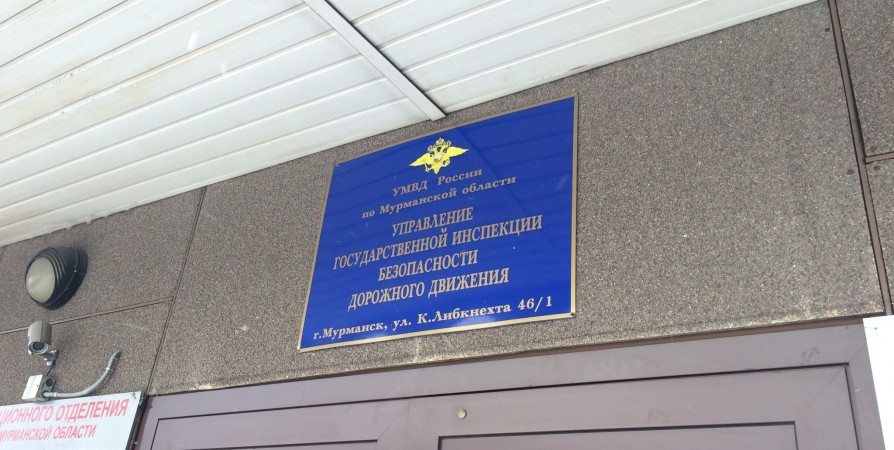 УМВД России
по Мурманской области
УПРАВЛЕНИЕ
ГОСУДАРСТВЕННОЙ ИНСПЕКЦИИ
БЕЗОПАСНОСТИ
ДОРОЖНОГО ДВИЖЕНИЯ
г.Мурманск, ул. К.Либкнехта 46/1
ОТДЕЛЕНИЯ
МУРМАНСКОЙ ОБЛАСТИ